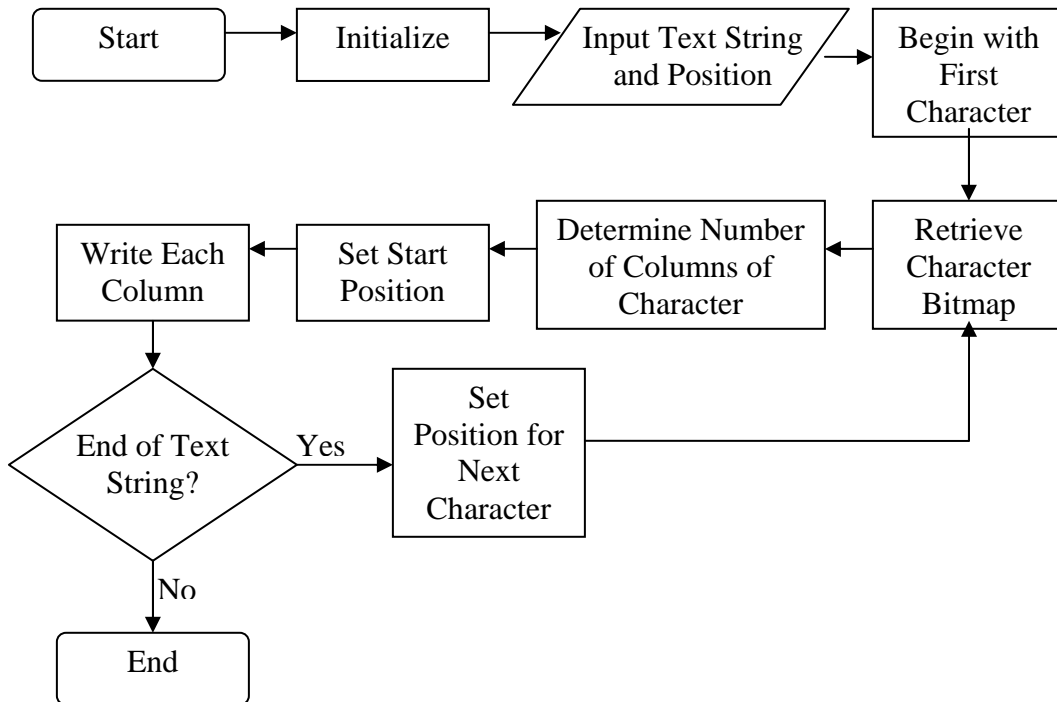 Start
Initialize
Input Text String
and Position
Begin with
First
Character
Retrieve
Character
Bitmap
Determine Number
of Columns of
Character
Set Start
Position
Write Each
Column
End of Text
String?
Yes
Set
Position for
Next
Character
No
End